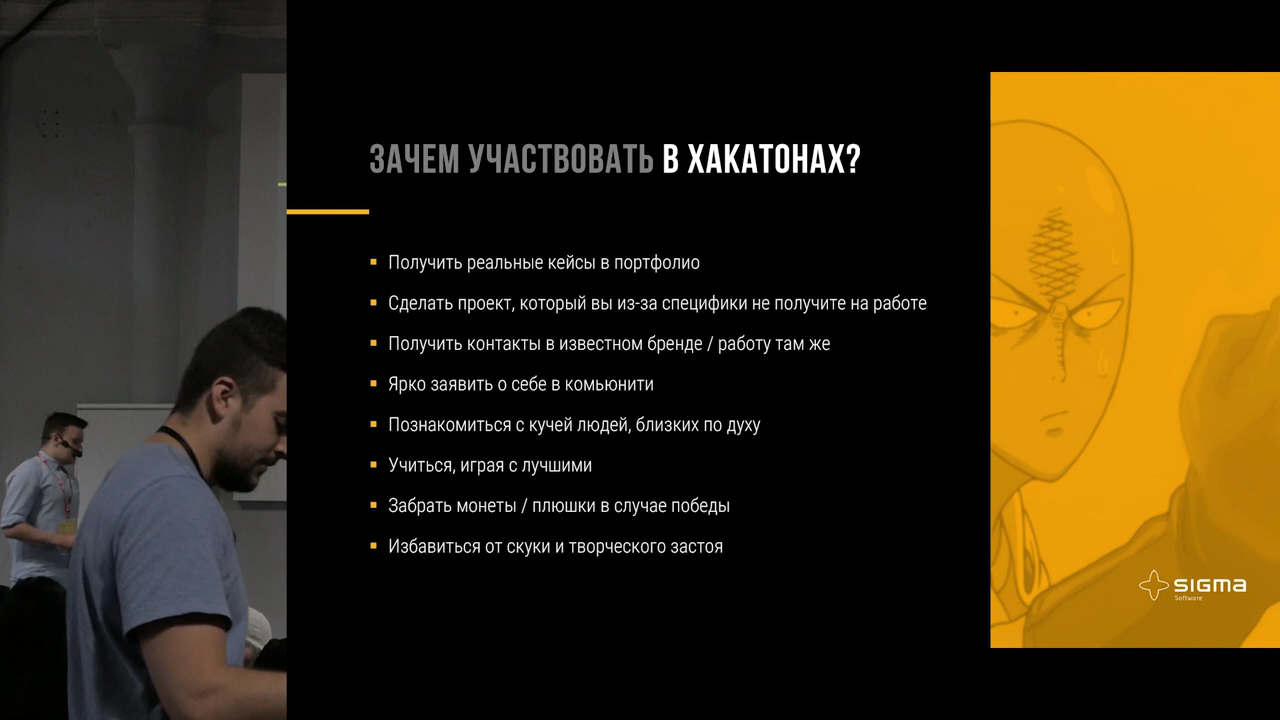 ЗАЧЕМ УЧАСТВОВАТЬ В ХАКАТОНАХ?
Получить реальные кейсы в портфолио
Сделать проект, который вы из-за специфики не получите на работе
Получить контакты в известном бренде / работу там же
Ярко заявить о себе в комьюнити
Познакомиться с кучей людей, близких по духу
Учиться, играя с лучшими
Забрать монеты / плюшки в случае победы
Избавиться от скуки и творческого застоя
SIGMA
Software